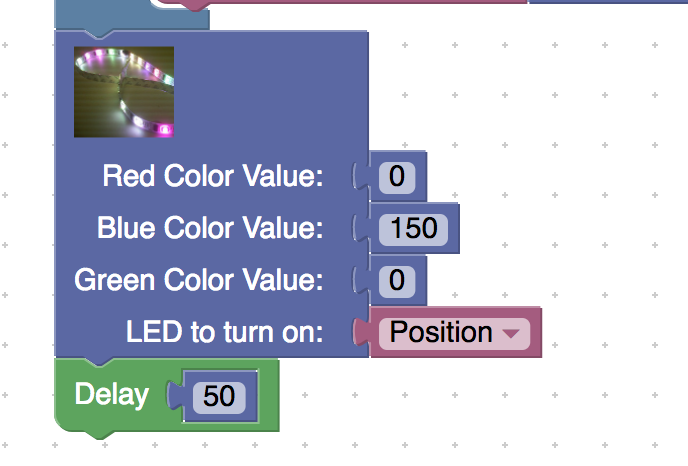 Red Color Value: 0
Blue Color Value: 150
Green Color Value: 0
LED to turn on: Position
Delay 50